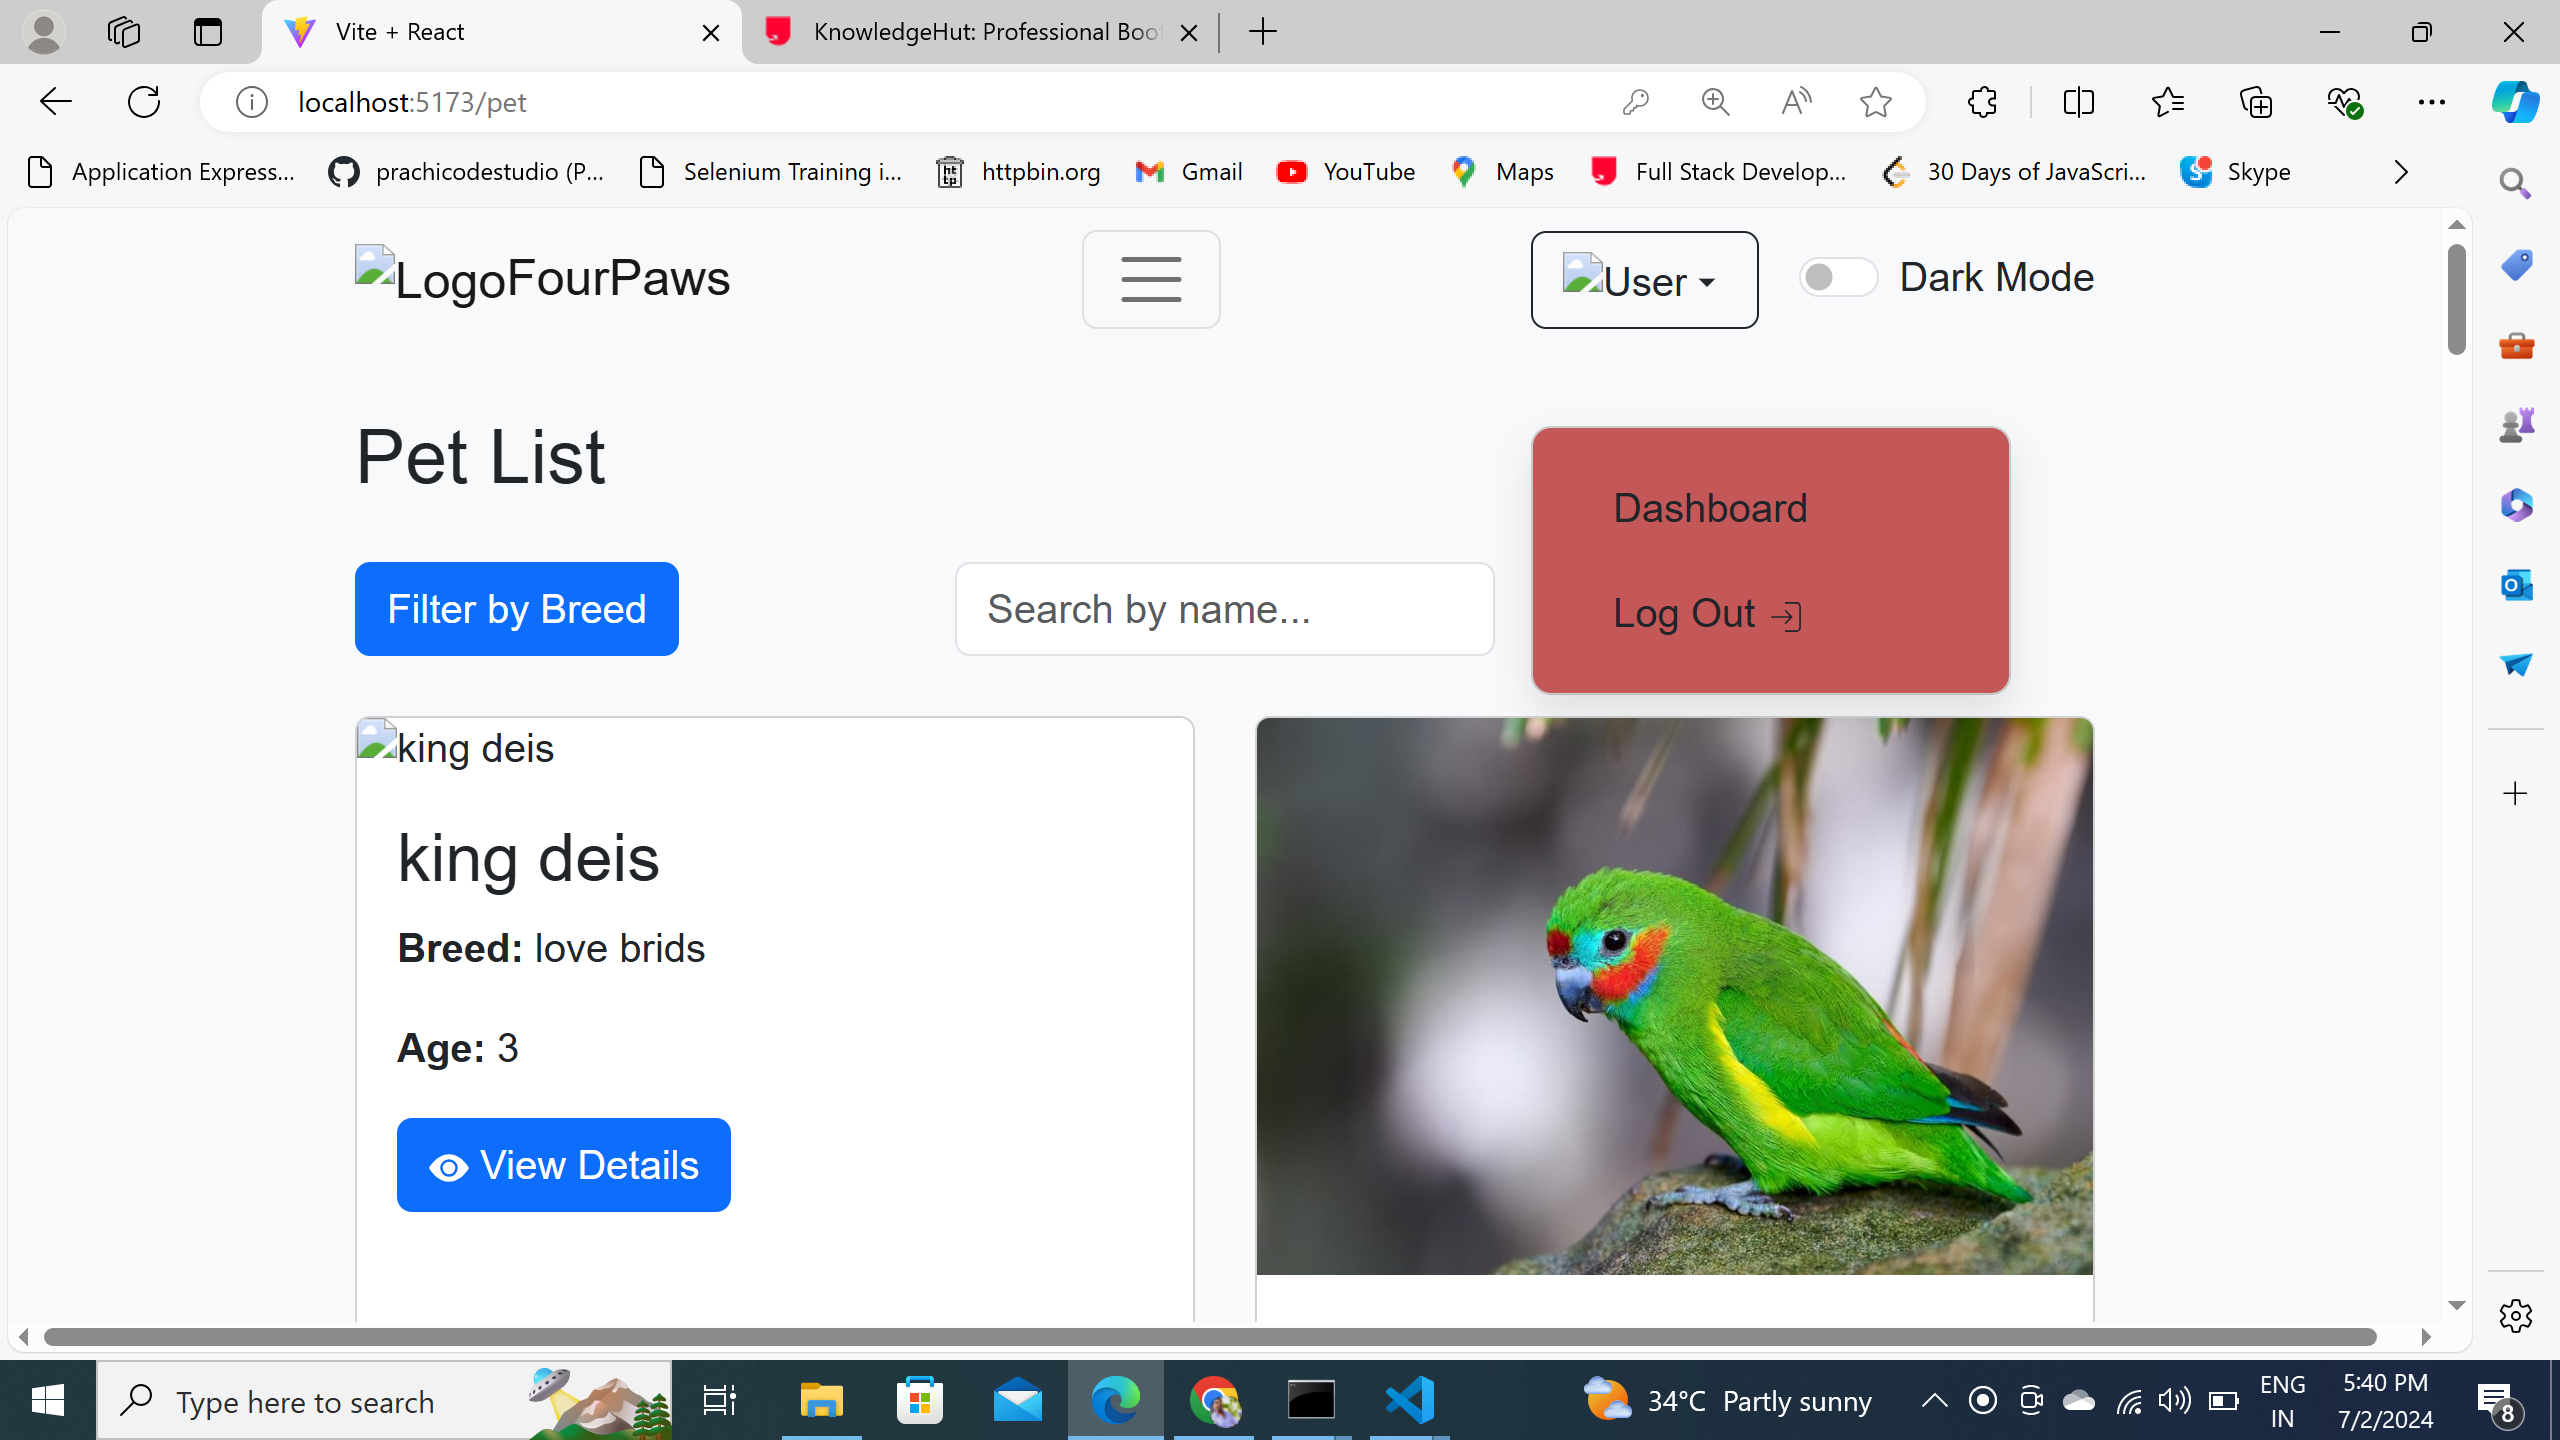 Vite + React
KnowledgeHut: Professional Boo
localhost:5173/pet
Application Express...
prachicodestudio (P...
Selenium Training i...
httpbin.org
Gmail
YouTube
Maps
Full Stack Develop...
30 Days of JavaScri...
Skype
LogoFourPaws
User
Dark Mode
Pet List
Dashboard
Filter by Breed
Search by name...
Log Out
king deis
king deis
Breed: love brids
Age: 3
View Details
Type here to search
34°C Partly sunny
ENG
IN
5:40 PM
7/2/2024
8